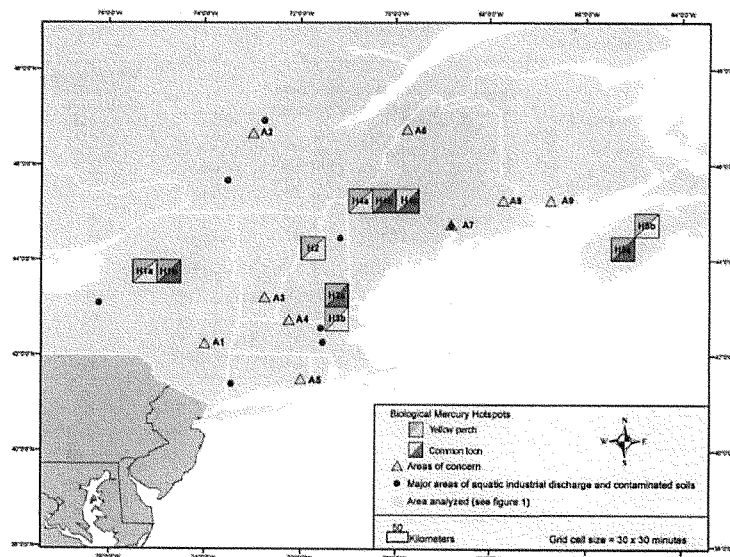 A2
A6
H4a H4b H4c
A8 A9
A7
H5b
H5a
H2
H1a H1b
A3
H3a
H3b
A4
A1
A5
Biological Mercury Hotspots
Yellow perch
Common loon
Areas of concern
Major areas of aquatic industrial discharge and contaminated soils
Area analyzed (see figure 1)
N
W E
S
50
Kilometers
Grid cell size = 30 x 30 minutes